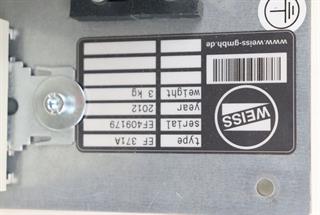 www.weiss-gmbh.de
WEISS
type EF 371A
serial EF409179
year 2012
weight 3 kg